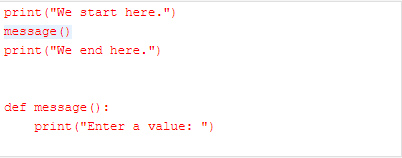 print("We start here.")
message()
print("We end here.")
def message():
    print("Enter a value: ")